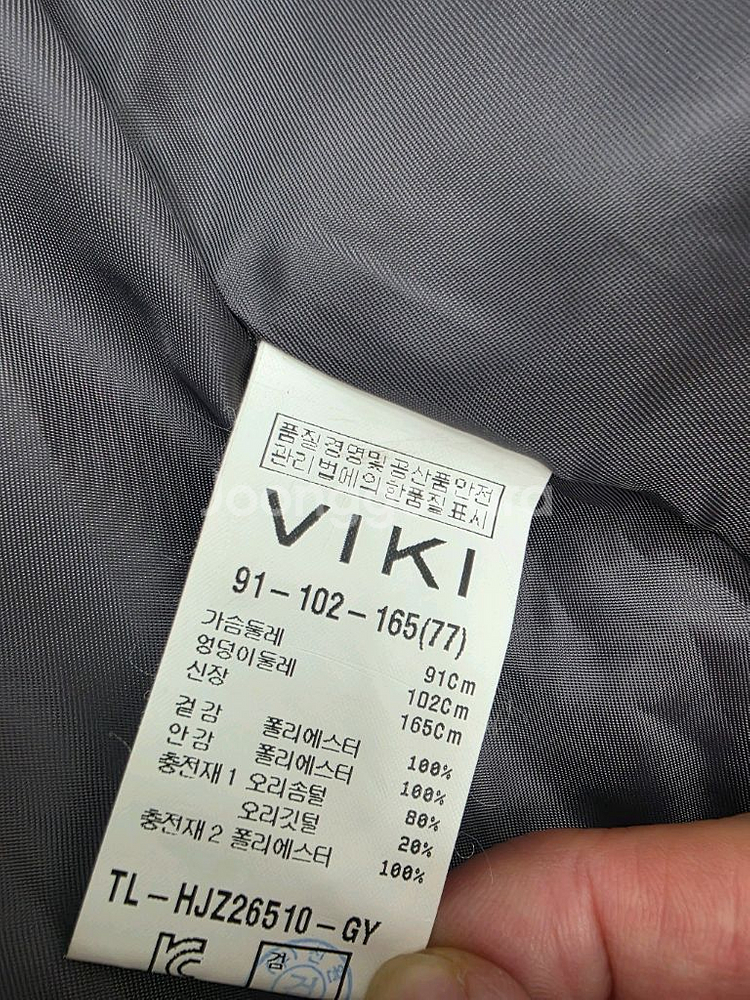 품질경영및공산품안전
관리법에의한품질표시
VIKI
91-102-165(77)
가슴둘레 91Cm
엉덩이둘레 102Cm
신장 165Cm
겉감 폴리에스터 100%
안감 폴리에스터 100%
충전재1 오리솜털 80%
오리깃털 20%
충전재2 폴리에스터 100%
TL-HJZ26510-GY
검